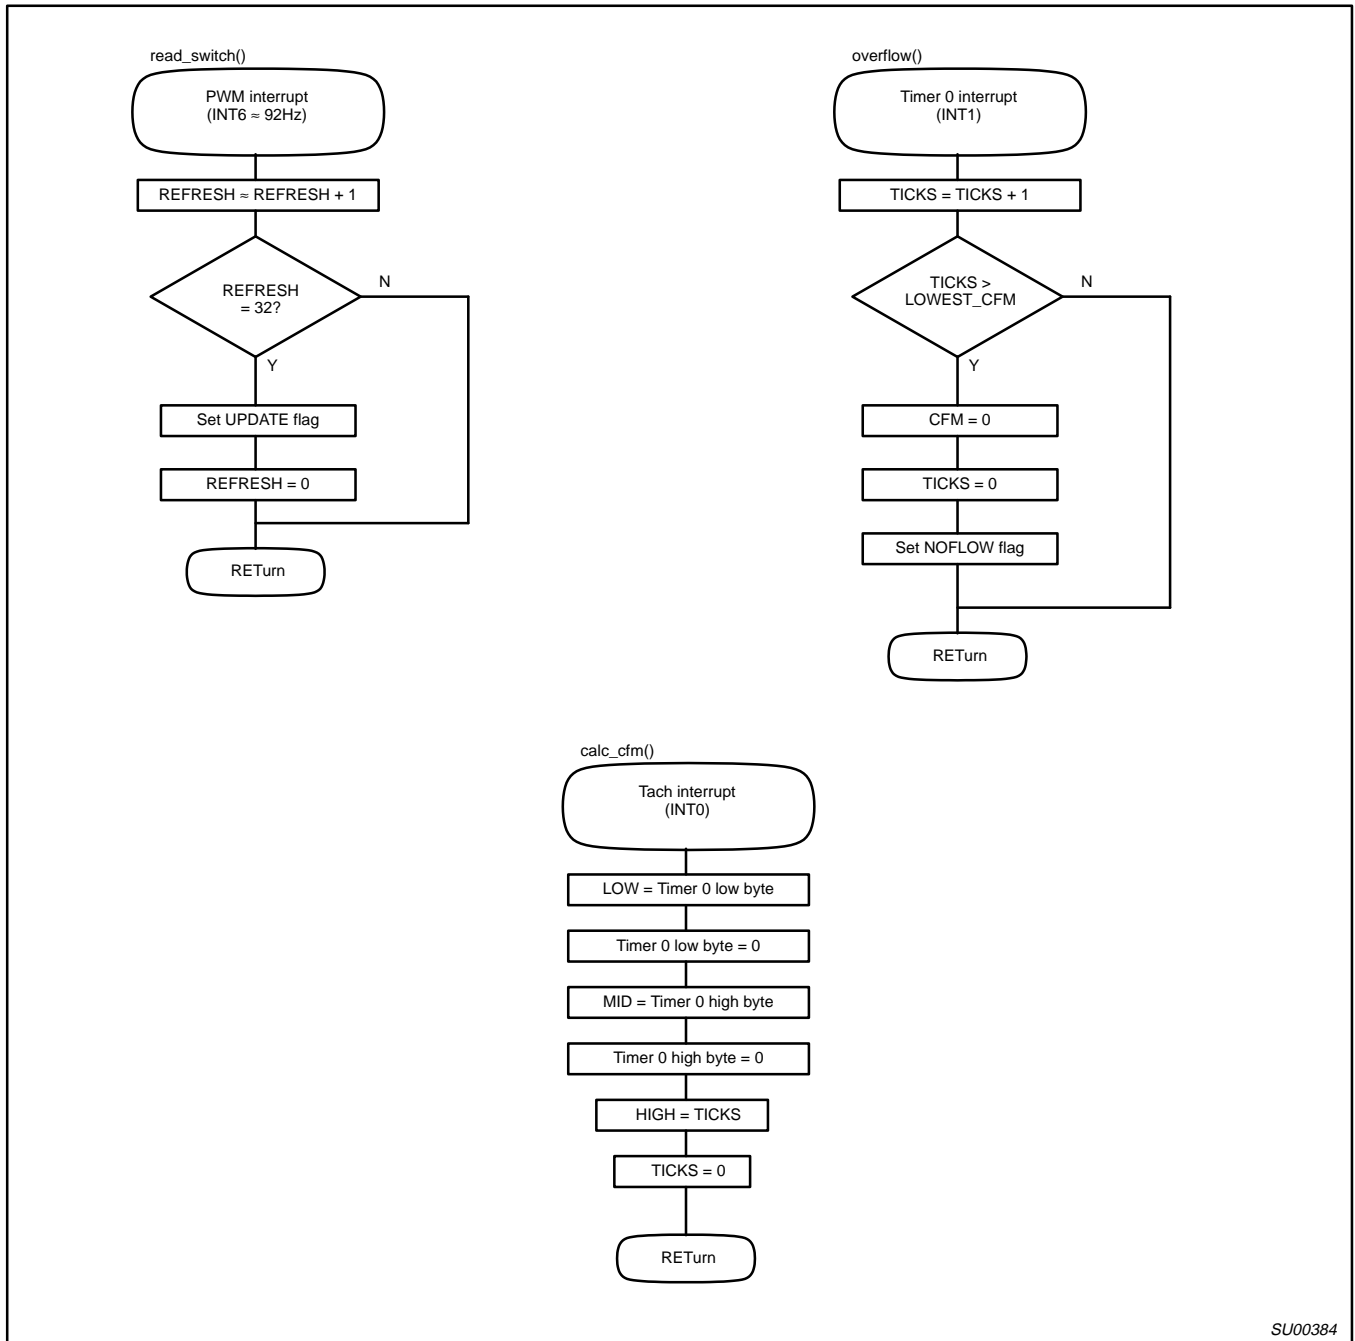 read_switch()
PWM interrupt
(INT6 ≈ 92Hz)
REFRESH ≈ REFRESH + 1
REFRESH
= 32?
N
Y
Set UPDATE flag
REFRESH = 0
RETurn
overflow()
Timer 0 interrupt
(INT1)
TICKS = TICKS + 1
TICKS >
LOWEST_CFM
N
Y
CFM = 0
TICKS = 0
Set NOFLOW flag
RETurn
calc_cfm()
Tach interrupt
(INT0)
LOW = Timer 0 low byte
Timer 0 low byte = 0
MID = Timer 0 high byte
Timer 0 high byte = 0
HIGH = TICKS
TICKS = 0
RETurn
SU00384